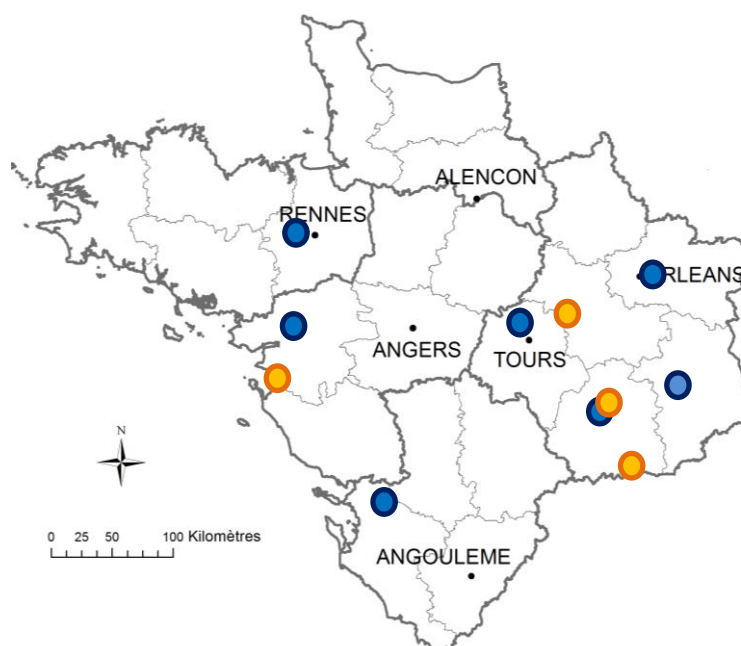 ALENCON
RENNES
RLEANS
ANGERS
TOURS
N
0 25 50 100 Kilomètres
ANGOULEME